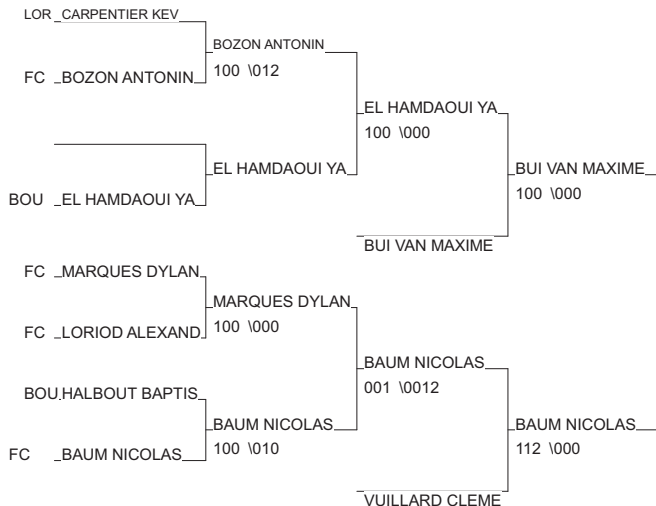 LOR CARPENTIER KEV
BOZON ANTONIN
100 \012
FC BOZON ANTONIN
EL HAMDAOUI YA
100 \000
EL HAMDAOUI YA
BUI VAN MAXIME
100 \000
BOU EL HAMDAOUI YA
BUI VAN MAXIME
FC MARQUES DYLAN
MARQUES DYLAN
100 \000
FC LORIOD ALEXAND
BAUM NICOLAS
001 \0012
BOU HALBOUT BAPTIS
BAUM NICOLAS
100 \010
BAUM NICOLAS
112 \000
FC BAUM NICOLAS
VUILLARD CLEME